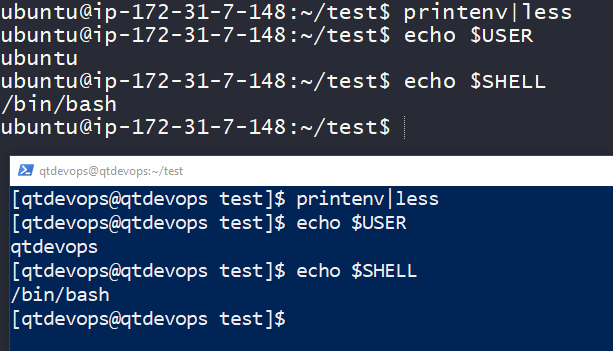 ubuntu@ip-172-31-7-148:~/test$ printenv|less
ubuntu@ip-172-31-7-148:~/test$ echo $USER
ubuntu
ubuntu@ip-172-31-7-148:~/test$ echo $SHELL
/bin/bash
ubuntu@ip-172-31-7-148:~/test$
qtdevops@qtdevops:~/test
[qtdevops@qtdevops test]$ printenv|less
[qtdevops@qtdevops test]$ echo $USER
qtdevops
[qtdevops@qtdevops test]$ echo $SHELL
/bin/bash
[qtdevops@qtdevops test]$